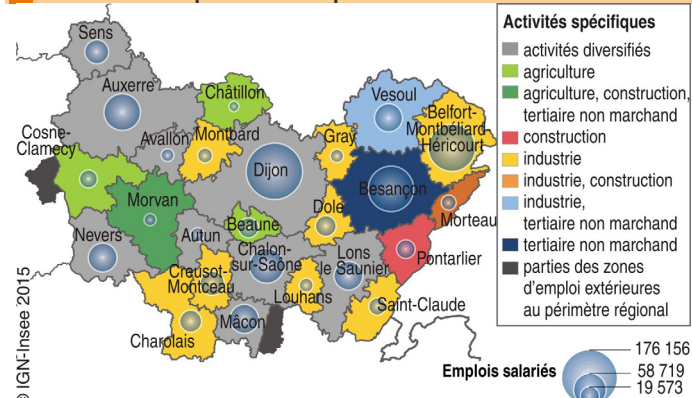 Sens
Auxerre
Châtillon
Vesoul
Belfort-
Montbéliard
Héricourt
Cosne-
Clamecy
Avallon
Montbard
Gray
Dijon
Besançon
Morvan
Dole
Morteau
Nevers
Autun
Beaune
Chalon-
sur-Saône
Lons
le Saunier
Pontarlier
Creusot-
Montceau
Louhans
Saint-Claude
Mâcon
Charolais
Activités spécifiques
activités diversifiés
agriculture
agriculture, construction,
tertiaire non marchand
construction
industrie
industrie, construction
industrie,
tertiaire non marchand
tertiaire non marchand
parties des zones
d'emploi extérieures
au périmètre régional
Emplois salariés
176 156
58 719
19 573
IGN-Insee 2015